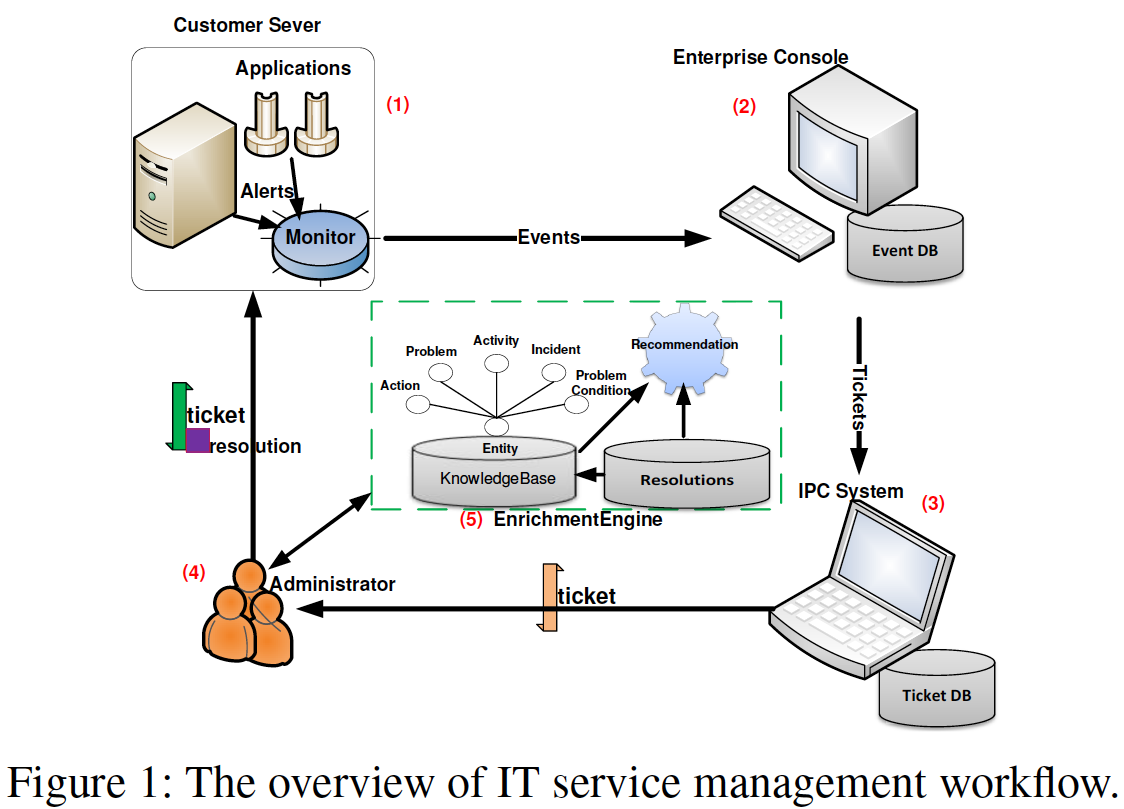 Customer Sever
Applications
(1)
Alerts
Monitor
Events
Enterprise Console
(2)
Event DB
Tickets
IPC System
(3)
Ticket DB
ticket
Administrator
(4)
ticket
resolution
Action
Problem
Activity
Incident
Problem
Condition
Entity
KnowledgeBase
Resolutions
Recommendation
(5) EnrichmentEngine
Figure 1: The overview of IT service management workflow.